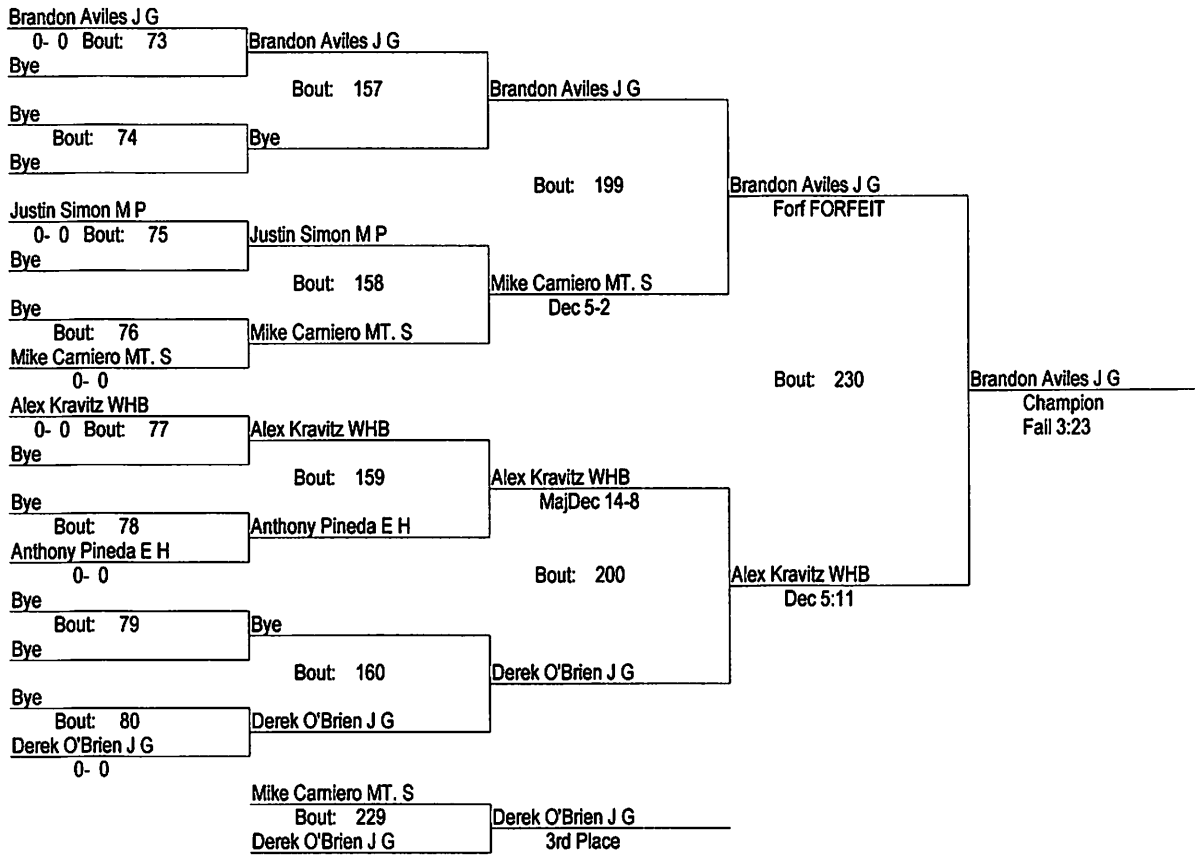 Brandon Aviles J G
0- 0 Bout: 73
Bye
Brandon Aviles J G
Bout: 157
Brandon Aviles J G
Bye
Bout: 74
Bye
Bye
Bout: 199
Brandon Aviles J G
Forf FORFEIT
Justin Simon M P
0- 0 Bout: 75
Bye
Justin Simon M P
Bout: 158
Mike Carniero MT. S
Dec 5-2
Bye
Bout: 76
Mike Carniero MT. S
0- 0
Mike Carniero MT. S
Bout: 230
Brandon Aviles J G
Champion
Fall 3:23
Alex Kravitz WHB
0- 0 Bout: 77
Bye
Alex Kravitz WHB
Bout: 159
Alex Kravitz WHB
MajDec 14-8
Bye
Bout: 78
Anthony Pineda E H
0- 0
Anthony Pineda E H
Bout: 200
Alex Kravitz WHB
Dec 5:11
Bye
Bout: 79
Bye
Bye
Bout: 160
Derek O'Brien J G
Bye
Bout: 80
Derek O'Brien J G
0- 0
Derek O'Brien J G
Mike Carniero MT. S
Bout: 229
Derek O'Brien J G
Derek O'Brien J G
3rd Place